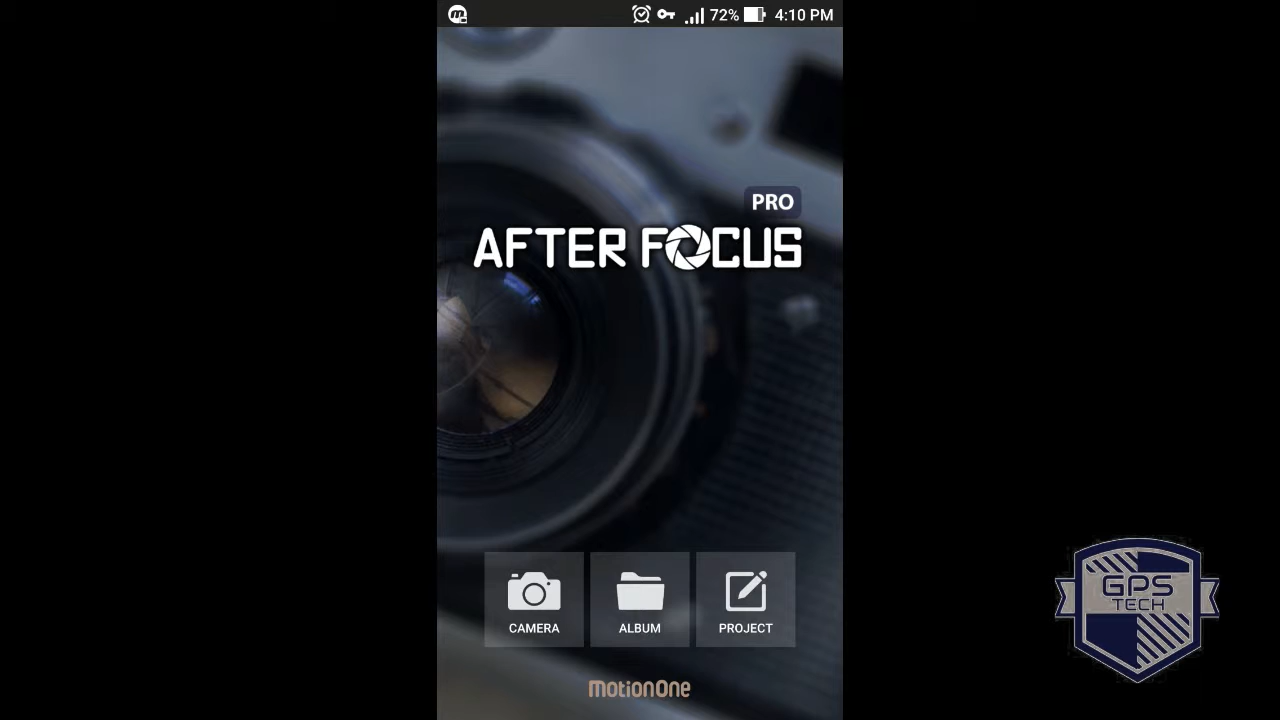 72% 4:10 PM
PRO
AFTER FOCUS
CAMERA ALBUM PROJECT
MotionOne
GPS
TECH